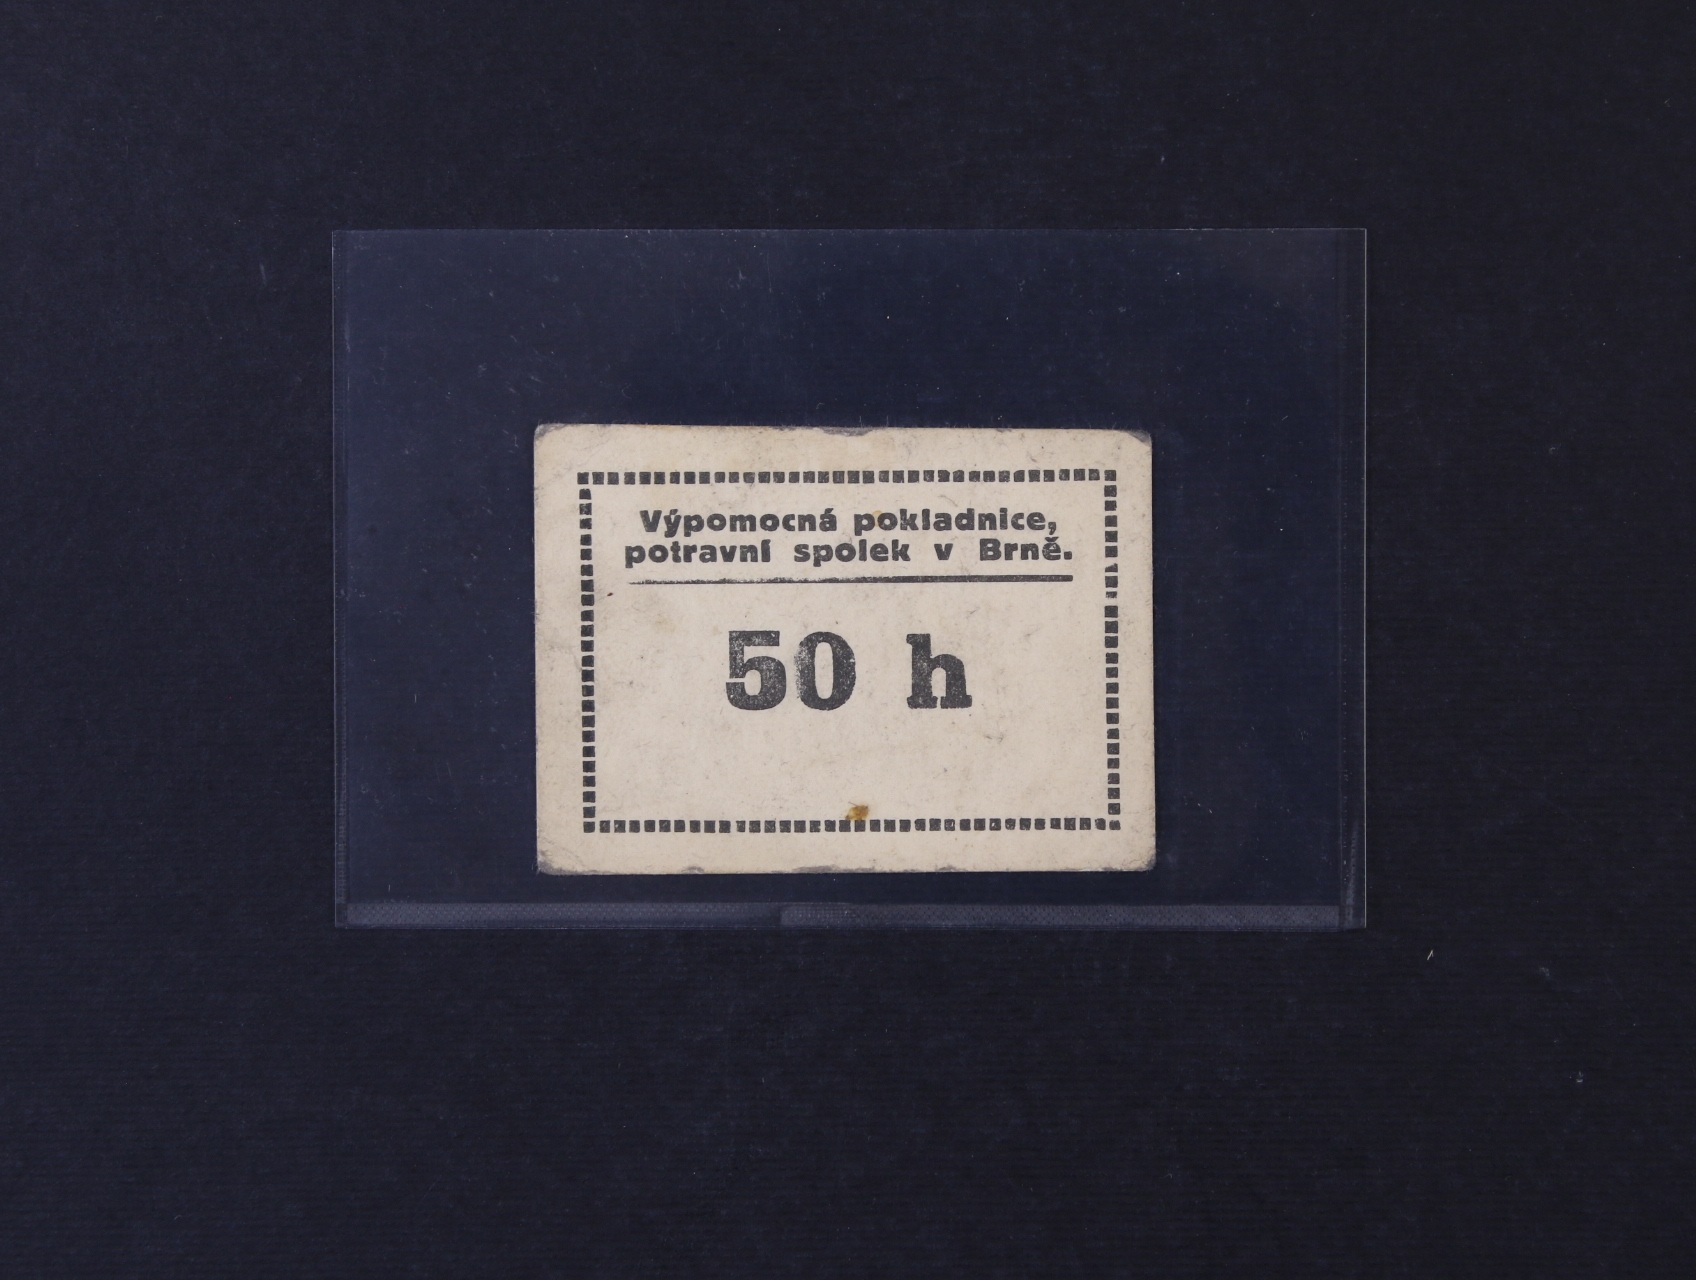 Výpomocná pokladnice,
potravní spolek v Brně.
50 h